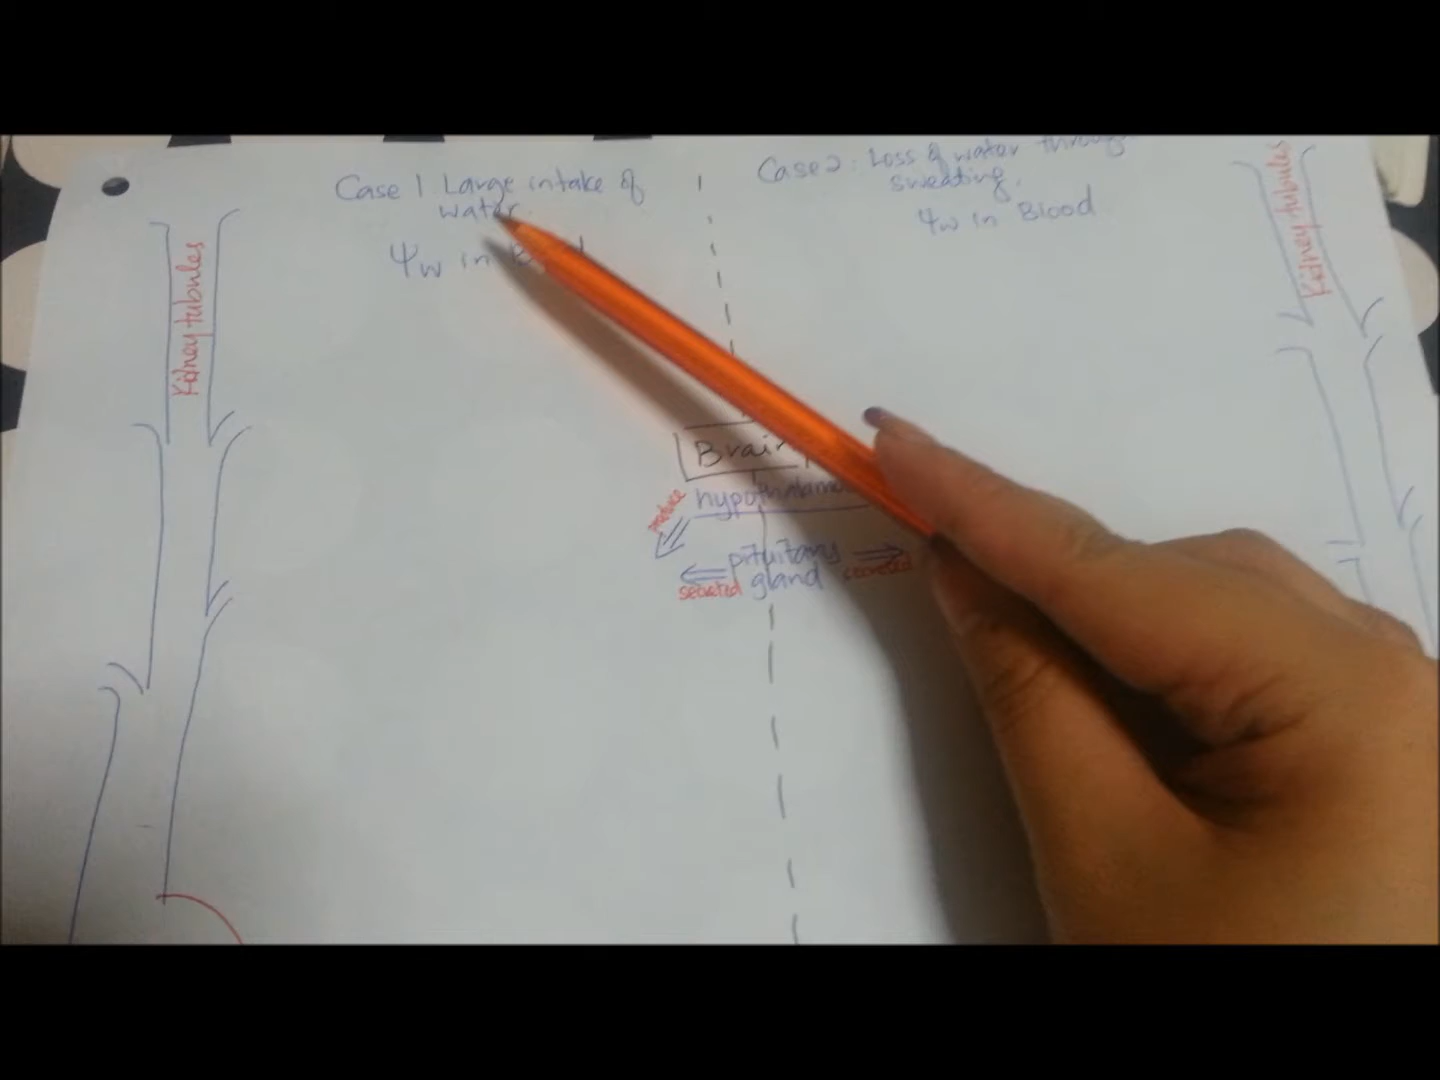 Case 1 Large intake of
water
Ψw in
Case 2: Loss of water through
sweating.
Ψw in Blood
Kidney tubules
Kidney tubules
Brain
produce
hypothalamus
pituitary
gland
secreted
secreted